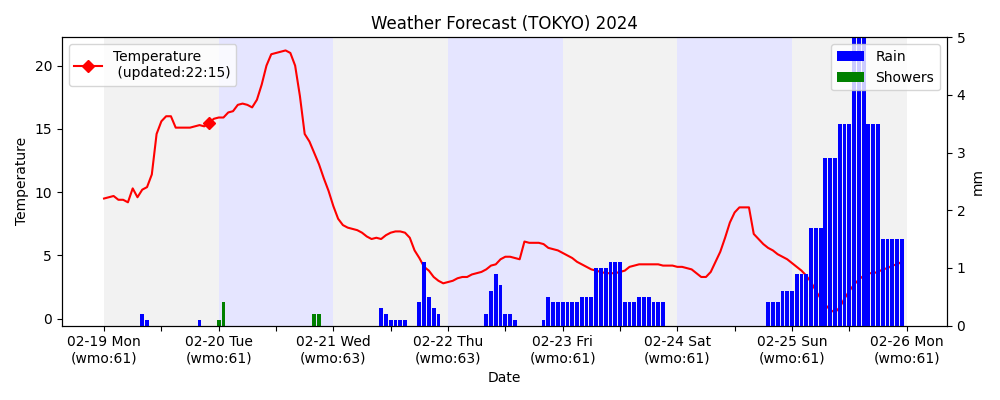 Weather Forecast (TOKYO) 2024
Temperature
(updated:22:15)
Rain
Showers
Temperature
20
15
10
5
0
5
4
3
2
1
0
mm
02-19 Mon 02-20 Tue 02-21 Wed 02-22 Thu 02-23 Fri 02-24 Sat 02-25 Sun 02-26 Mon
(wmo:61) (wmo:61) (wmo:63) (wmo:63) (wmo:61) (wmo:61) (wmo:61) (wmo:61)
Date